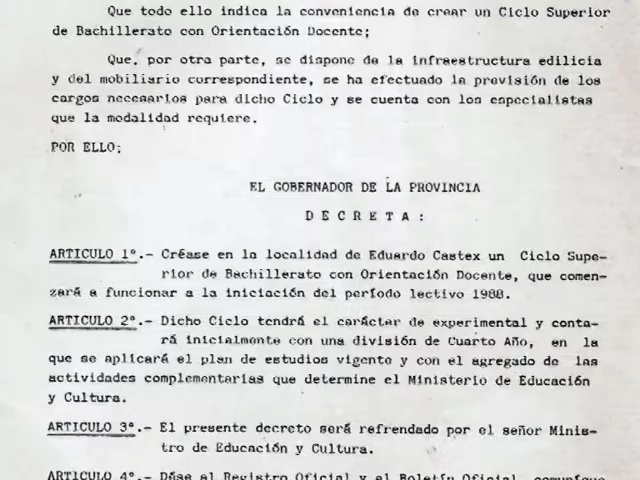 Que todo ello indica la conveniencia de crear un Ciclo Superior
de Bachillerato con Orientación Docente;
Que, por otra parte, se dispone de la infraestructura edilicia
y del mobiliario correspondiente, se ha efectuado la previsión de los
cargos necesarios para dicho Ciclo y se cuenta con los especialistas
que la modalidad requiere.
POR ELLO;
EL GOBERNADOR DE LA PROVINCIA
D E C R E T A :
ARTICULO 1º.- Créase en la localidad de Eduardo Castex un Ciclo Supe-
rior de Bachillerato con Orientación Docente, que comen-
zará a funcionar a la iniciación del período lectivo 1988.
ARTICULO 2º.- Dicho Ciclo tendrá el carácter de experimental y conta-
rá inicialmente con una división de Cuarto Año, en la
que se aplicará el plan de estudios vigente y con el agregado de las
actividades complementarias que determine el Ministerio de Educación
y Cultura.
ARTICULO 3º.- El presente decreto será refrendado por el señor Minis-
tro de Educación y Cultura.
ARTICULO 4º.- Dése al Registro Oficial y al Boletín Oficial, comuníque